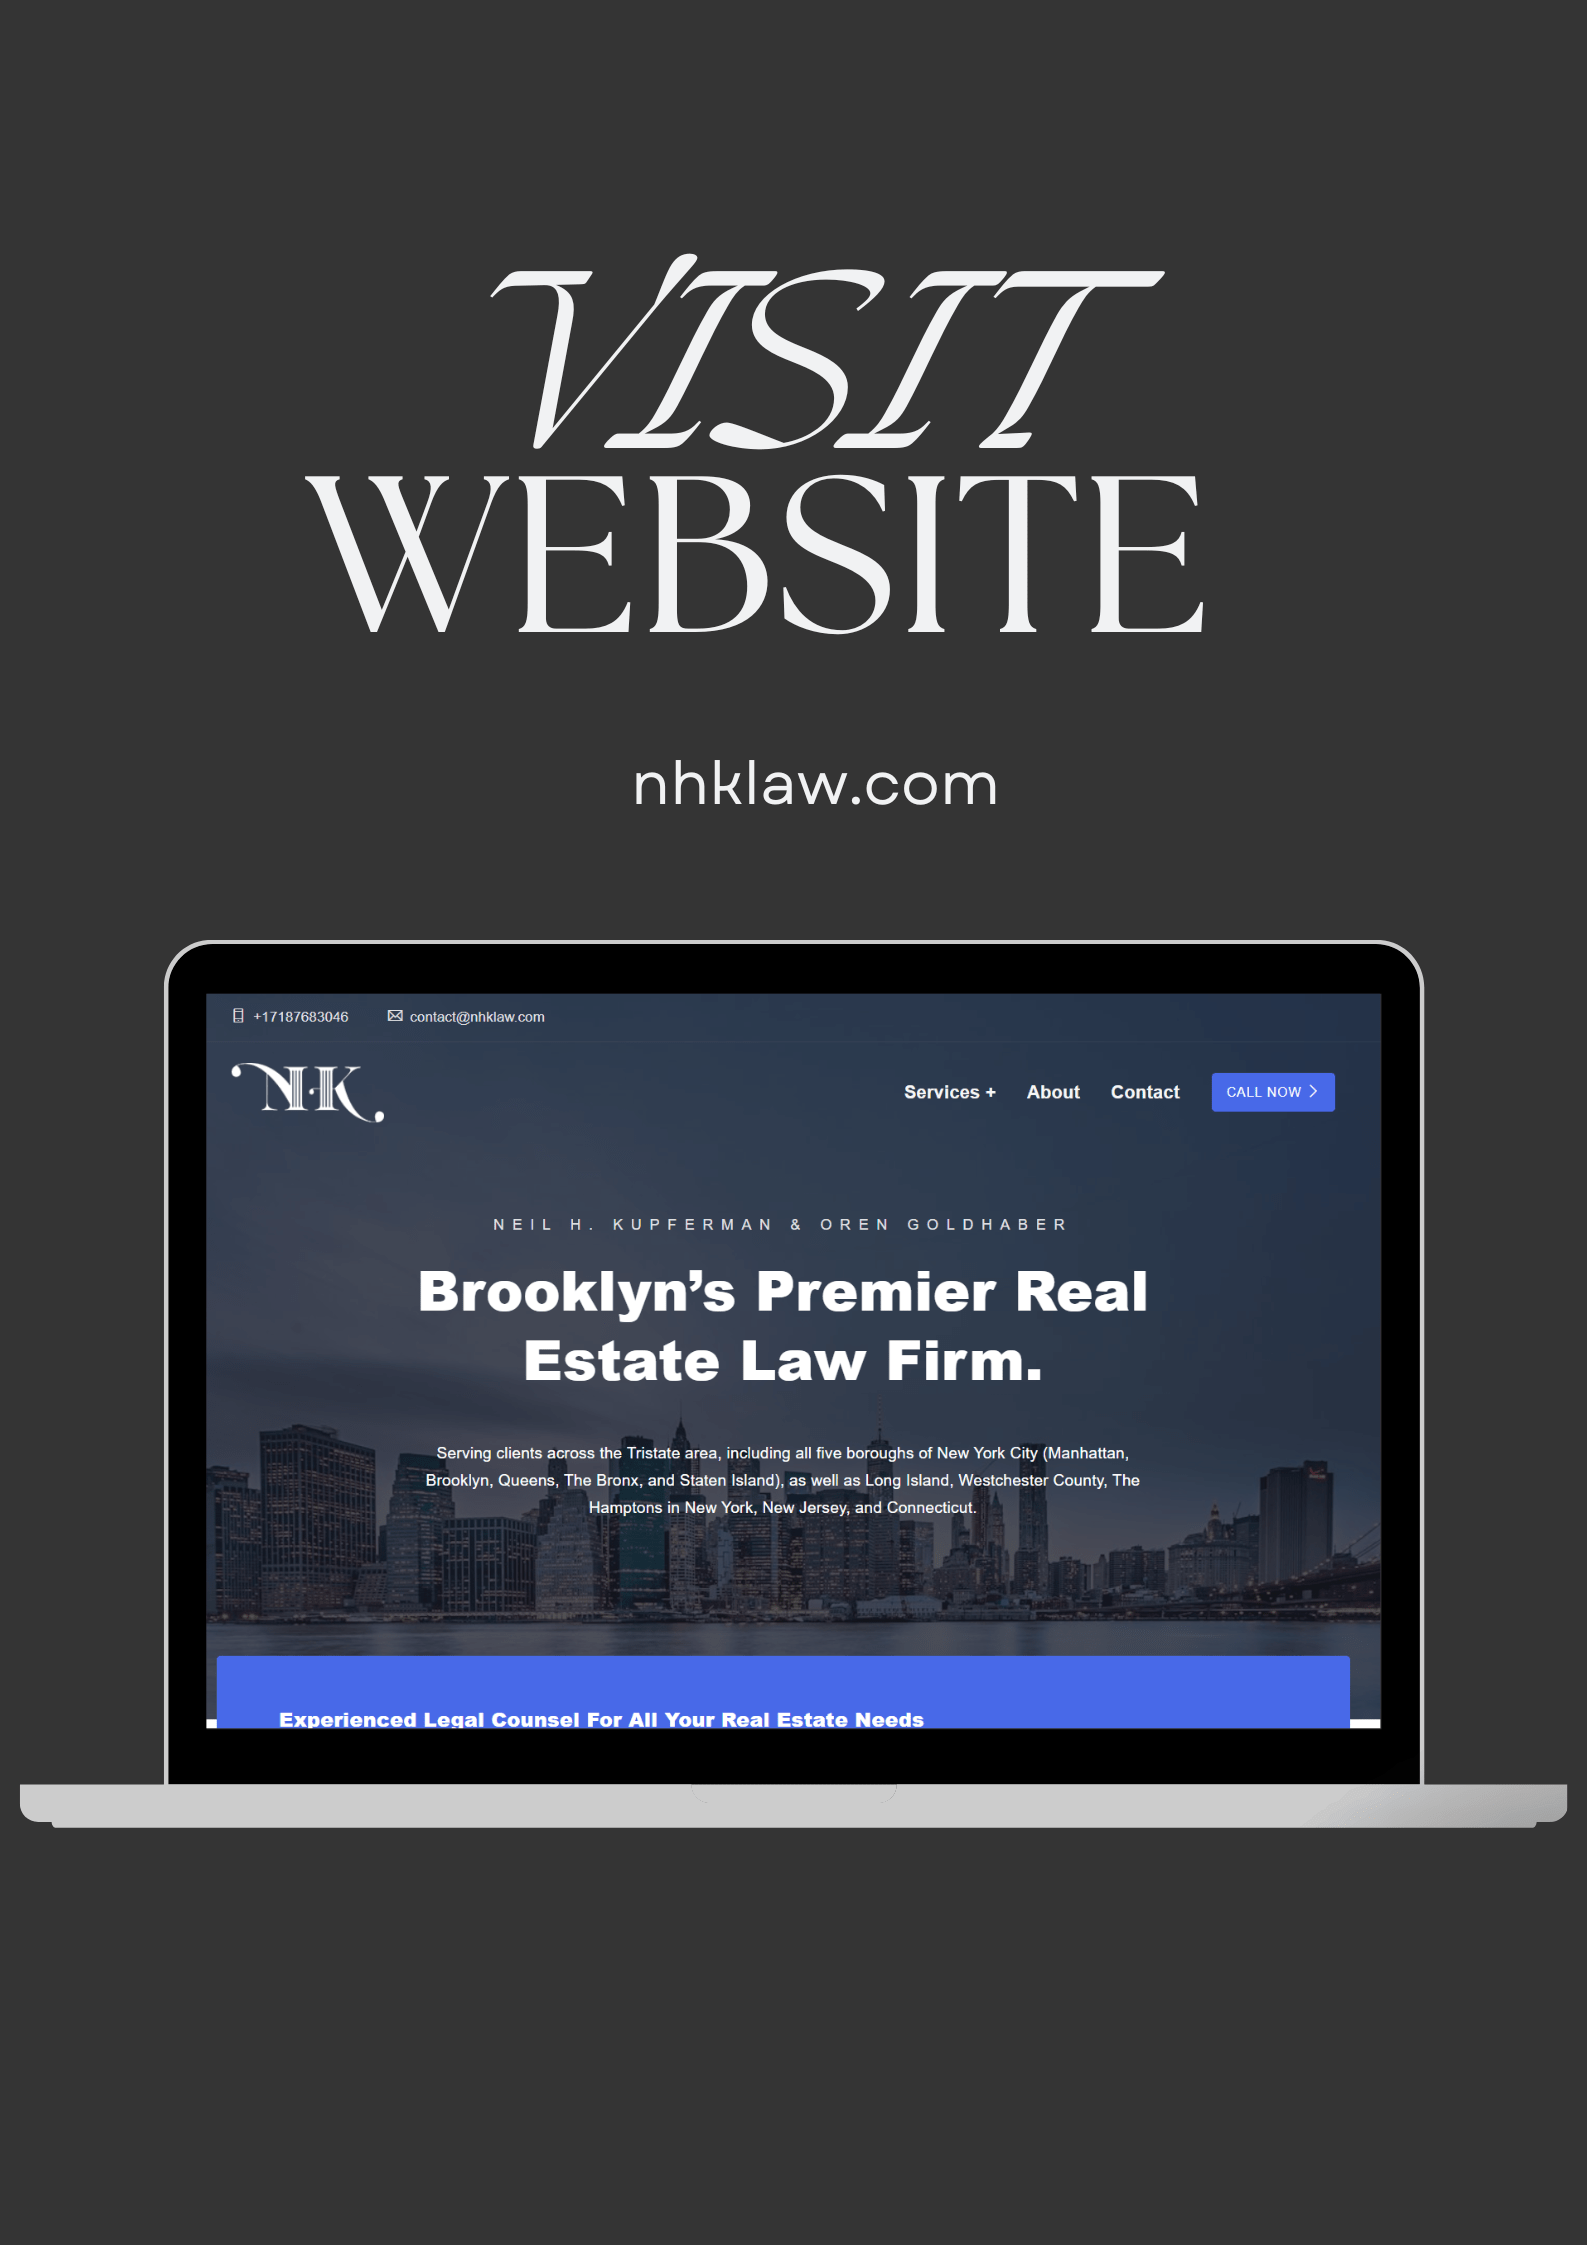 VISIT
WEBSITE
nhklaw.com
+17187683046 contact@nhklaw.com
NHK
Services + About Contact CALL NOW
NEIL H. KUPFERMAN & OREN GOLDHABER
Brooklyn’s Premier Real
Estate Law Firm.
Serving clients across the Tristate area, including all five boroughs of New York City (Manhattan,
Brooklyn, Queens, The Bronx, and Staten Island), as well as Long Island, Westchester County, The
Hamptons in New York, New Jersey, and Connecticut.
Experienced Legal Counsel For All Your Real Estate Needs